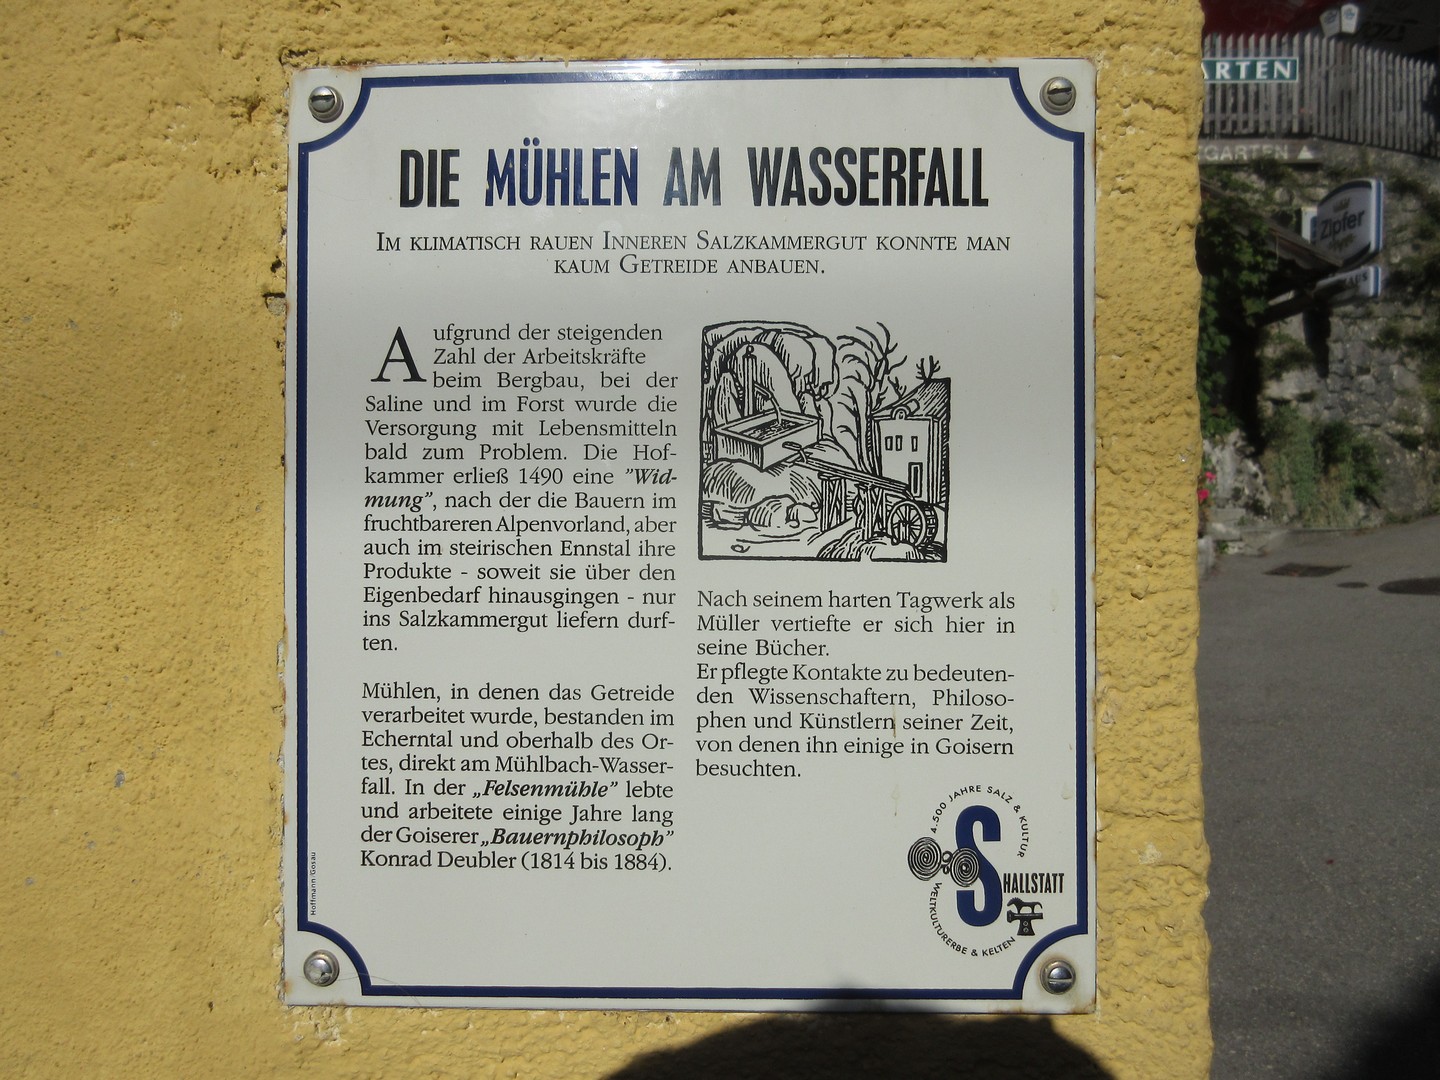 DIE MÜHLEN AM WASSERFALL
IM KLIMATISCH RAUEN INNEREN SALZKAMMERGUT KONNTE MAN
KAUM GETREIDE ANBAUEN.
Aufgrund der steigenden
Zahl der Arbeitskräfte
beim Bergbau, bei der
Saline und im Forst wurde die
Versorgung mit Lebensmitteln
bald zum Problem. Die Hof-
kammer erließ 1490 eine ”Wid-
mung”, nach der die Bauern im
fruchtbareren Alpenvorland, aber
auch im steirischen Ennstal ihre
Produkte - soweit sie über den
Eigenbedarf hinausgingen - nur
ins Salzkammergut liefern durf-
ten.
Mühlen, in denen das Getreide
verarbeitet wurde, bestanden im
Echerntal und oberhalb des Or-
tes, direkt am Mühlbach-Wasser-
fall. In der „Felsenmühle” lebte
und arbeitete einige Jahre lang
der Goiserer „Bauernphilosoph”
Konrad Deubler (1814 bis 1884).
Nach seinem harten Tagwerk als
Müller vertiefte er sich hier in
seine Bücher.
Er pflegte Kontakte zu bedeuten-
den Wissenschaftern, Philoso-
phen und Künstlern seiner Zeit,
von denen ihn einige in Goisern
besuchten.
4.500 JAHRE SALZ & KULTUR
S
HALLSTATT
WELTKULTURERBE & KELTEN
Hoffmann/Gosau
ARTEN
GARTEN
Zipfer